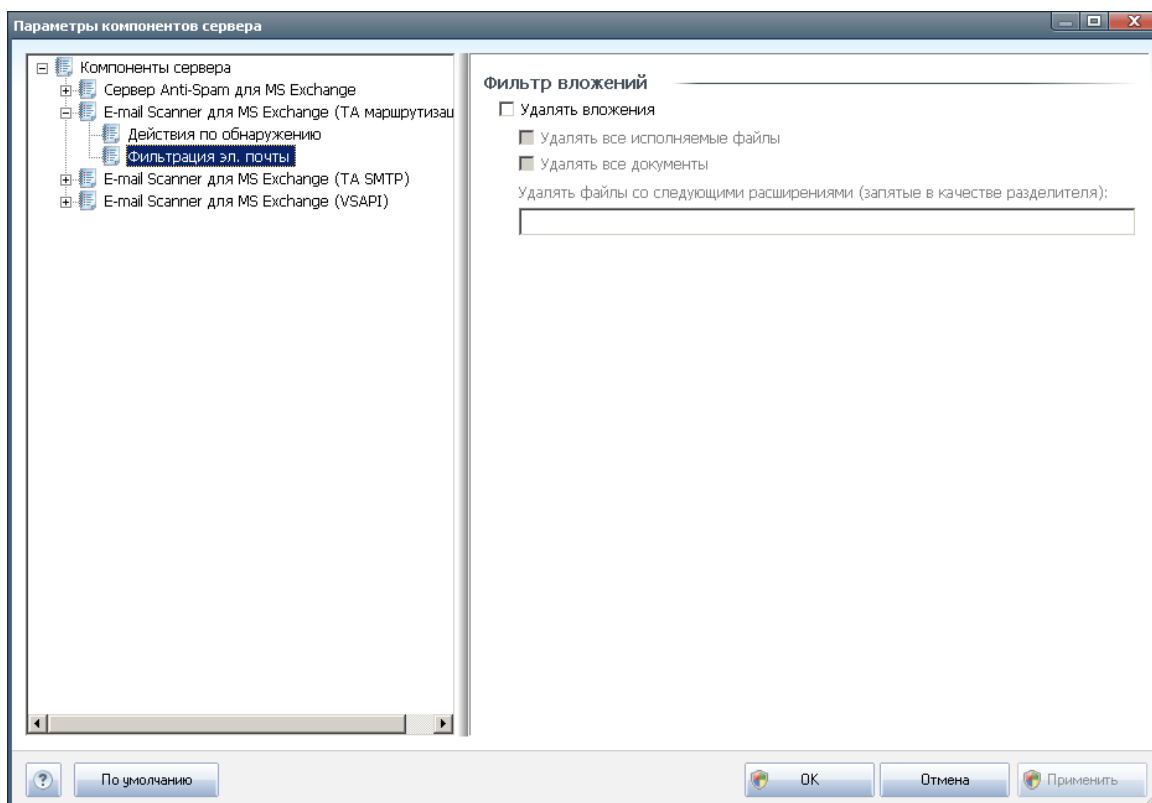 Параметры компонентов сервера
Компоненты сервера
Сервер Anti-Spam для MS Exchange
E-mail Scanner для MS Exchange (TA маршрутизац
Действия по обнаружению
Фильтрация эл. почты
E-mail Scanner для MS Exchange (TA SMTP)
E-mail Scanner для MS Exchange (VSAPI)
Фильтр вложений
Удалять вложения
Удалять все исполняемые файлы
Удалять все документы
Удалять файлы со следующими расширениями (запятые в качестве разделителя):
?
По умолчанию
OK
Отмена
Применить